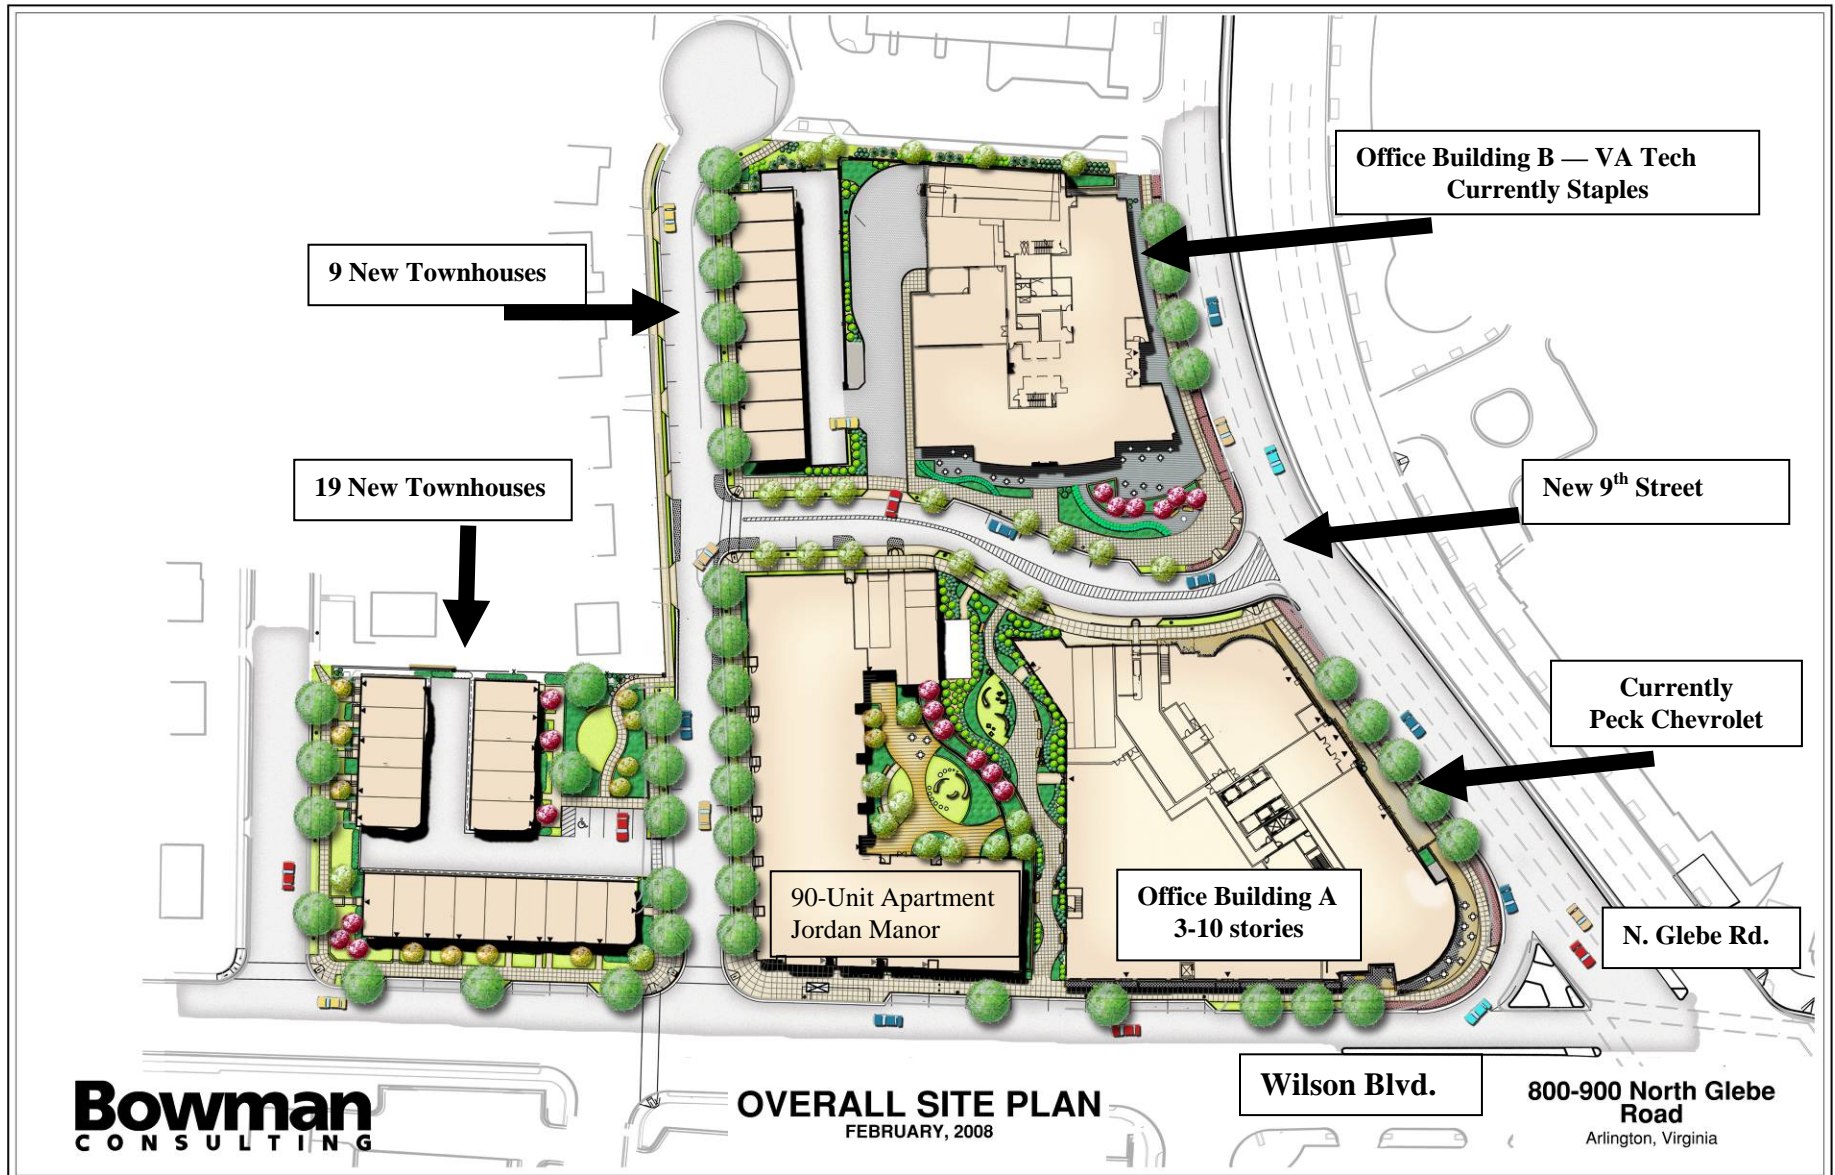 Office Building B — VA Tech
Currently Staples
9 New Townhouses
19 New Townhouses
New 9th Street
Currently
Peck Chevrolet
90-Unit Apartment
Jordan Manor
Office Building A
3-10 stories
N. Glebe Rd.
Wilson Blvd.
Bowman
CONSULTING
OVERALL SITE PLAN
FEBRUARY, 2008
800-900 North Glebe
Road
Arlington, Virginia